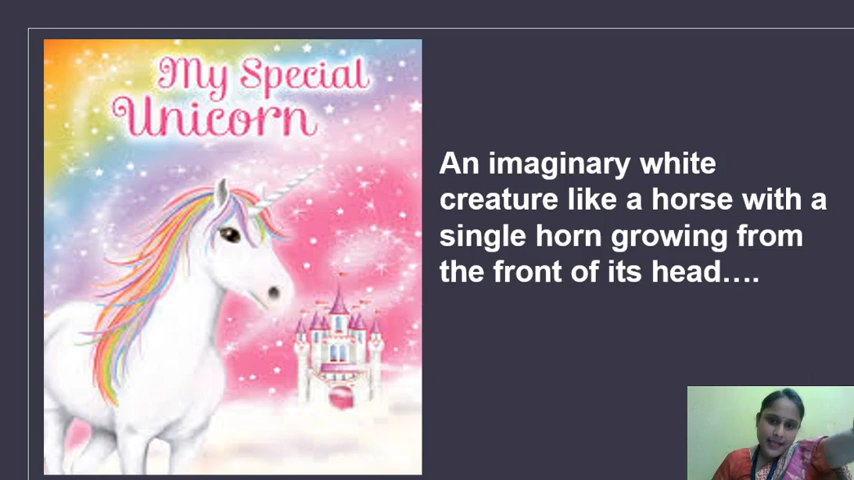 My Special
Unicorn
An imaginary white
creature like a horse with a
single horn growing from
the front of its head….